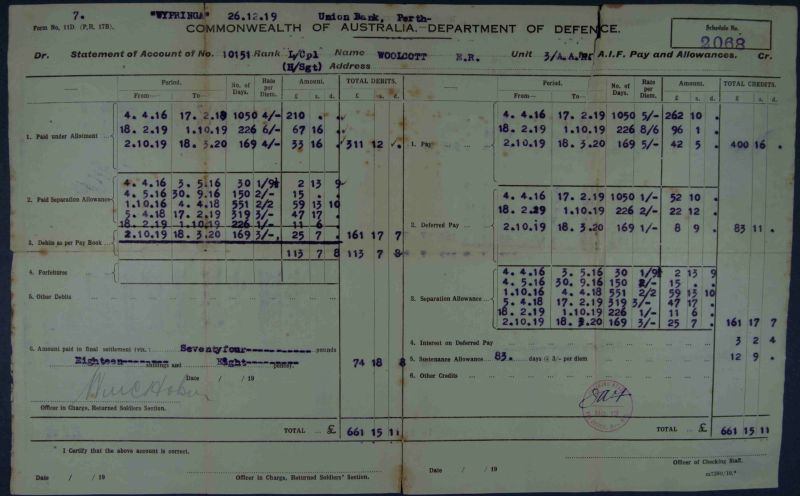 7. "WYPRINGA" 26.12.19 Union Bank, Perth-
Form No. 11D (P.R. 17B).
COMMONWEALTH OF AUSTRALIA. DEPARTMENT OF DEFENCE.
Schedule No.
2068
Dr. Statement of Account of No. 10151 Rank L/Cpl Name WOOLCOTT E.R. Unit 3/A.A.Hr A.I.F. Pay and Allowances. Cr.
(H/Sgt) Address
Period. No. of Days. Rate per Diem. Amount. TOTAL DEBITS.
From— To— £ s. d. £ s. d.
4. 4.16 17. 2.19 1050 4/- 210 . .
18. 2.19 1.10.19 226 6/- 67 16
1. Paid under Allotment
2.10.19 18. 3.20 169 4/- 33 16 311 12 .
4. 4.16 3. 5.16 30 1/9½ 2 13 9
4. 5.16 30. 9.16 150 2/- 15 . .
2. Paid Separation Allowance
1.10.16 4. 4.18 551 2/2 59 13 10
5. 4.18 17. 2.19 319 3/- 47 17 .
18. 2.19 1.10.19 226 1/- 11 6
2.10.19 18. 3.20 169 3/- 25 7 . 161 17 7
3. Debits as per Pay Book
113 7 8 113 7 8
4. Forfeitures
5. Other Debits
6. Amount paid in final settlement (viz.: Seventyfour---------- pounds
Eighteen------- shillings and Eight------- pence). 74 18 8
Date / /19
Officer in Charge, Returned Soldiers Section.
TOTAL £ 661 15 11
I Certify that the above account is correct.
Date / /19 Officer in Charge, Returned Soldiers' Section.
Period. No. of Days. Rate per Diem. Amount. TOTAL CREDITS.
From— To— £ s. d. £ s. d.
4. 4.16 17. 2.19 1050 5/- 262 10 .
18. 2.19 1.10.19 226 8/6 96 1
1. Pay
2.10.19 18. 3.20 169 5/- 42 5 400 16 .
4. 4.16 17. 2.19 1050 1/- 52 10 .
18. 2.19 1.10.19 226 2/- 22 12 .
2. Deferred Pay
2.10.19 18. 3.20 169 1/- 8 9 . 83 11 .
4. 4.16 3. 5.16 30 1/9½ 2 13 9
4. 5.16 30. 9.16 150 2/- 15 . .
3. Separation Allowance
1.10.16 4. 4.18 551 2/2 59 13 10
5. 4.18 17. 2.19 319 3/- 47 17 .
18. 2.19 1.10.19 226 1/- 11 6 .
2.10.19 18. 3.20 169 3/- 25 7 . 161 17 7
4. Interest on Deferred Pay 3 2 4
5. Sustenance Allowance 83. days @ 3/- per diem 12 9 .
6. Other Credits
TOTAL £ 661 15 11
Officer of Checking Staff.
Date / /19